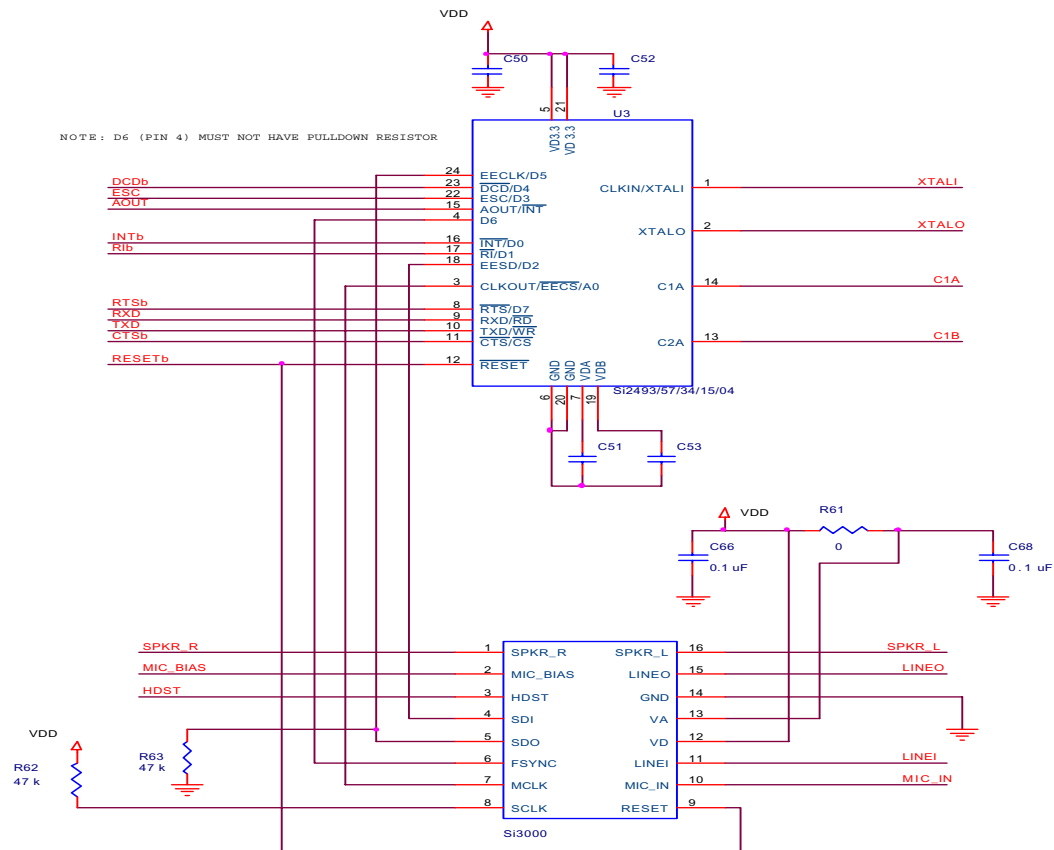 VDD
C50
C52
5
21
U3
VD3.3
VD 3.3
NOTE: D6 (PIN 4) MUST NOT HAVE PULLDOWN RESISTOR
24
EECLK/D5
DCDb
23
DCD/D4
CLKIN/XTALI
1
XTALI
ESC
22
ESC/D3
AOUT
15
AOUT/INT
4
D6
XTALO
2
XTALO
INTb
16
INT/D0
RIb
17
RI/D1
18
EESD/D2
3
CLKOUT/EECS/A0
C1A
14
C1A
RTSb
8
RTS/D7
RXD
9
RXD/RD
TXD
10
TXD/WR
CTSb
11
CTS/CS
C2A
13
C1B
RESETb
12
RESET
GND
GND
VDA
VDB
Si2493/57/34/15/04
6
20
7
19
C51
C53
VDD
R61
0
C66
0.1 uF
C68
0.1 uF
SPKR_R
1
SPKR_R
SPKR_L
16
SPKR_L
MIC_BIAS
2
MIC_BIAS
LINEO
15
LINEO
HDST
3
HDST
GND
14
4
SDI
VA
13
5
SDO
VD
12
6
FSYNC
LINEI
11
LINEI
7
MCLK
MIC_IN
10
MIC_IN
8
SCLK
RESET
9
VDD
R62
47 k
R63
47 k
Si3000